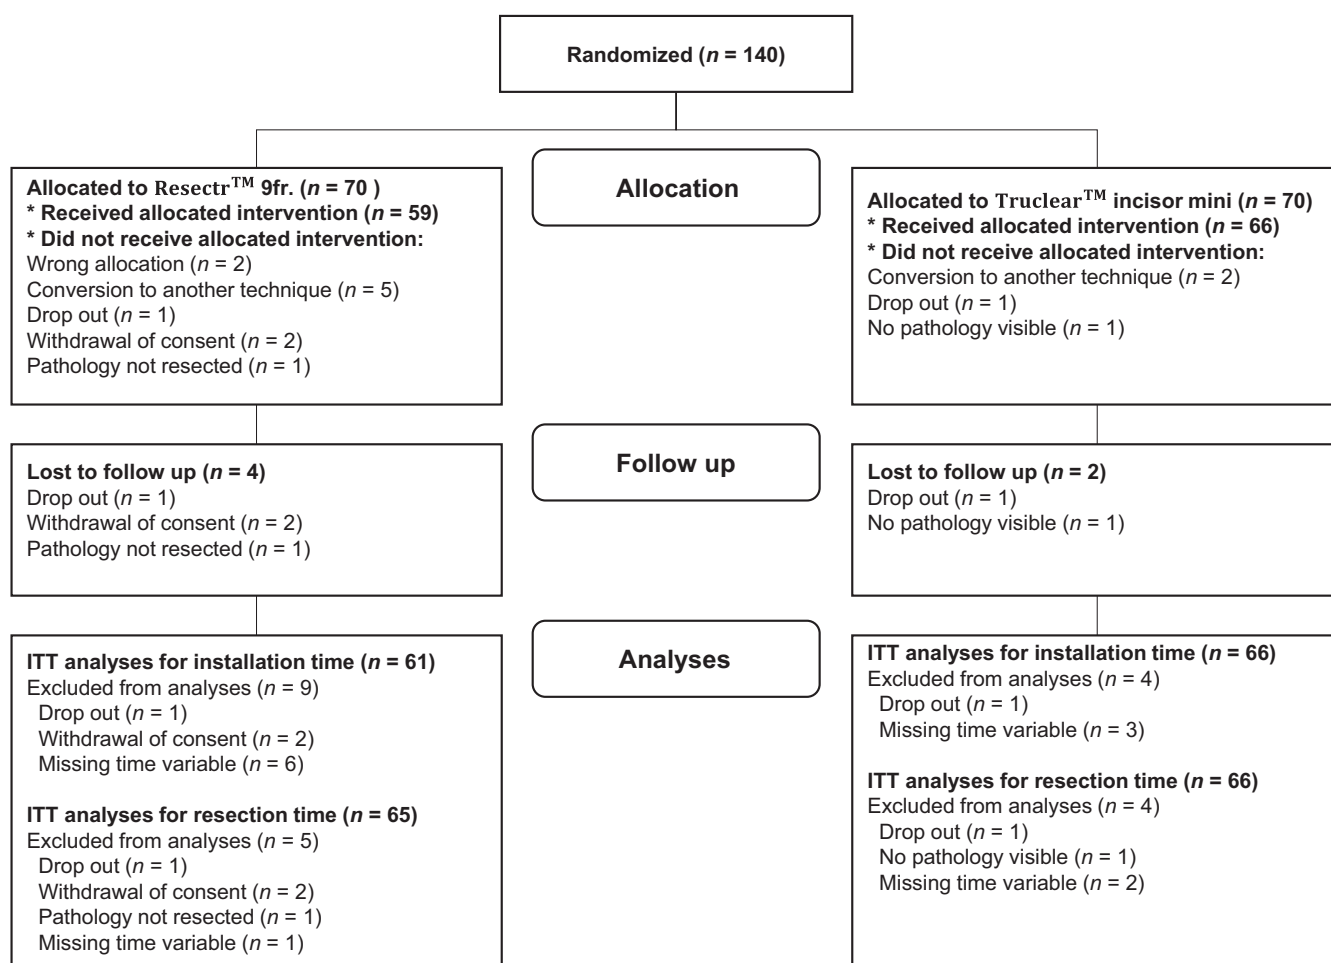 Randomized (n = 140)
Allocation
Allocated to Resectr™ 9fr. (n = 70 )
* Received allocated intervention (n = 59)
* Did not receive allocated intervention:
Wrong allocation (n = 2)
Conversion to another technique (n = 5)
Drop out (n = 1)
Withdrawal of consent (n = 2)
Pathology not resected (n = 1)
Allocated to Truclear™ incisor mini (n = 70)
* Received allocated intervention (n = 66)
* Did not receive allocated intervention:
Conversion to another technique (n = 2)
Drop out (n = 1)
No pathology visible (n = 1)
Follow up
Lost to follow up (n = 4)
Drop out (n = 1)
Withdrawal of consent (n = 2)
Pathology not resected (n = 1)
Lost to follow up (n = 2)
Drop out (n = 1)
No pathology visible (n = 1)
Analyses
ITT analyses for installation time (n = 61)
Excluded from analyses (n = 9)
Drop out (n = 1)
Withdrawal of consent (n = 2)
Missing time variable (n = 6)
ITT analyses for resection time (n = 65)
Excluded from analyses (n = 5)
Drop out (n = 1)
Withdrawal of consent (n = 2)
Pathology not resected (n = 1)
Missing time variable (n = 1)
ITT analyses for installation time (n = 66)
Excluded from analyses (n = 4)
Drop out (n = 1)
Missing time variable (n = 3)
ITT analyses for resection time (n = 66)
Excluded from analyses (n = 4)
Drop out (n = 1)
No pathology visible (n = 1)
Missing time variable (n = 2)